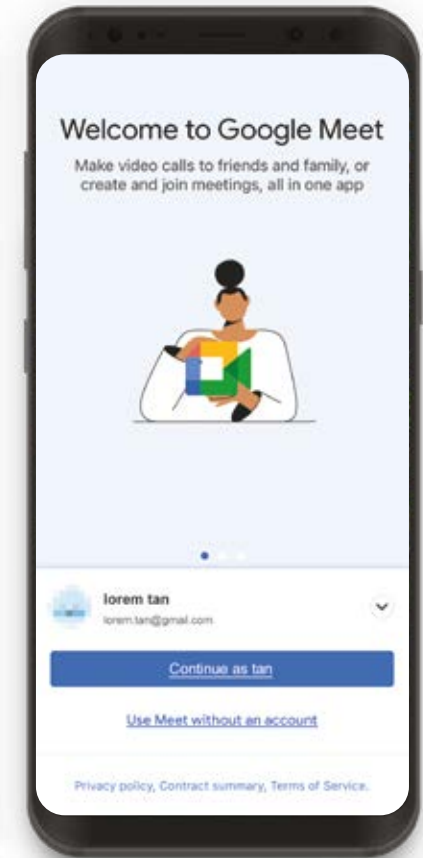 Welcome to Google Meet
Make video calls to friends and family, or
create and join meetings, all in one app
lorem tan
lorem.tan@gmail.com
Continue as tan
Use Meet without an account
Privacy policy, Contract summary, Terms of Service.